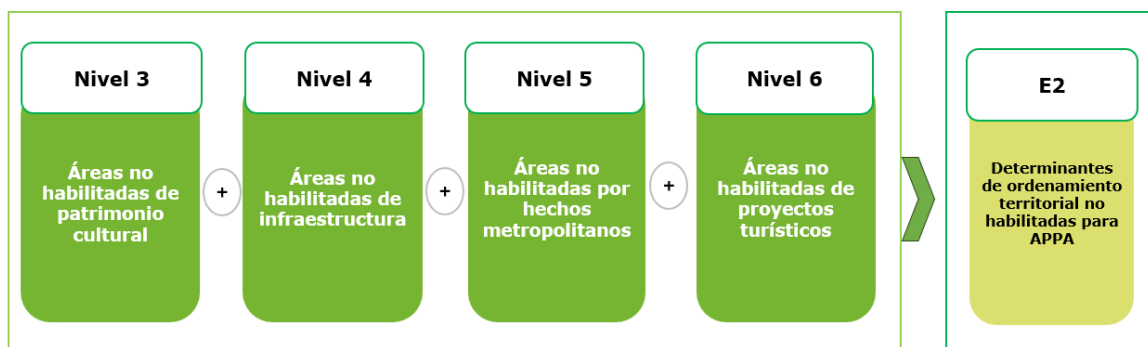 Nivel 3
Áreas no
habilitadas de
patrimonio
cultural
+
Nivel 4
Áreas no
habilitadas de
infraestructura
+
Nivel 5
Áreas no
habilitadas por
hechos
metropolitanos
+
Nivel 6
Áreas no
habilitadas de
proyectos
turísticos
E2
Determinantes
de ordenamiento
territorial no
habilitadas para
APPA